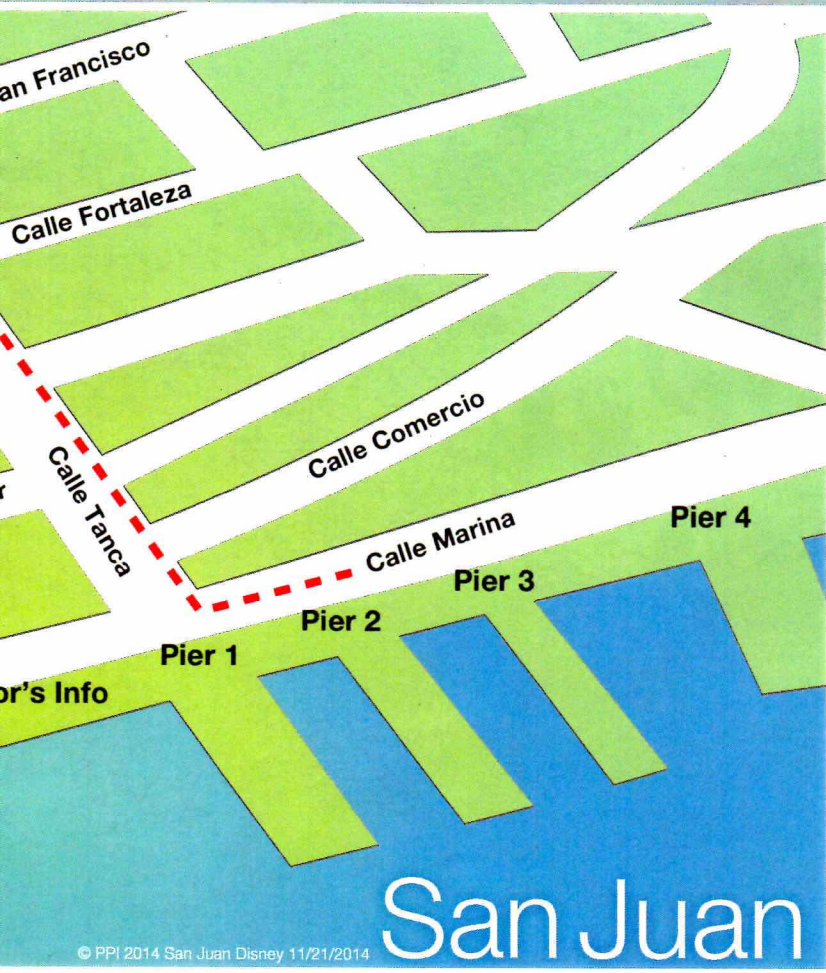 an Francisco
Calle Fortaleza
Calle Comercio
Calle Tanca
r
Calle Marina
Pier 4
Pier 3
Pier 2
Pier 1
or's Info
San Juan
© PPI 2014 San Juan Disney 11/21/2014